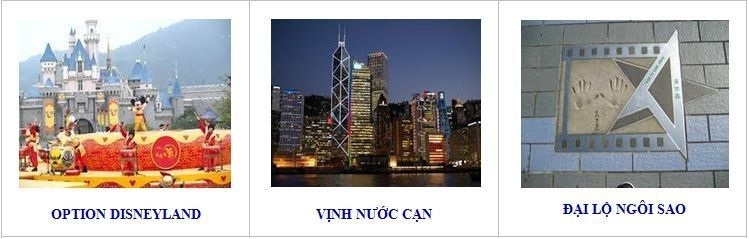 OPTION DISNEYLAND
VỊNH NƯỚC CẠN
ĐẠI LỘ NGÔI SAO